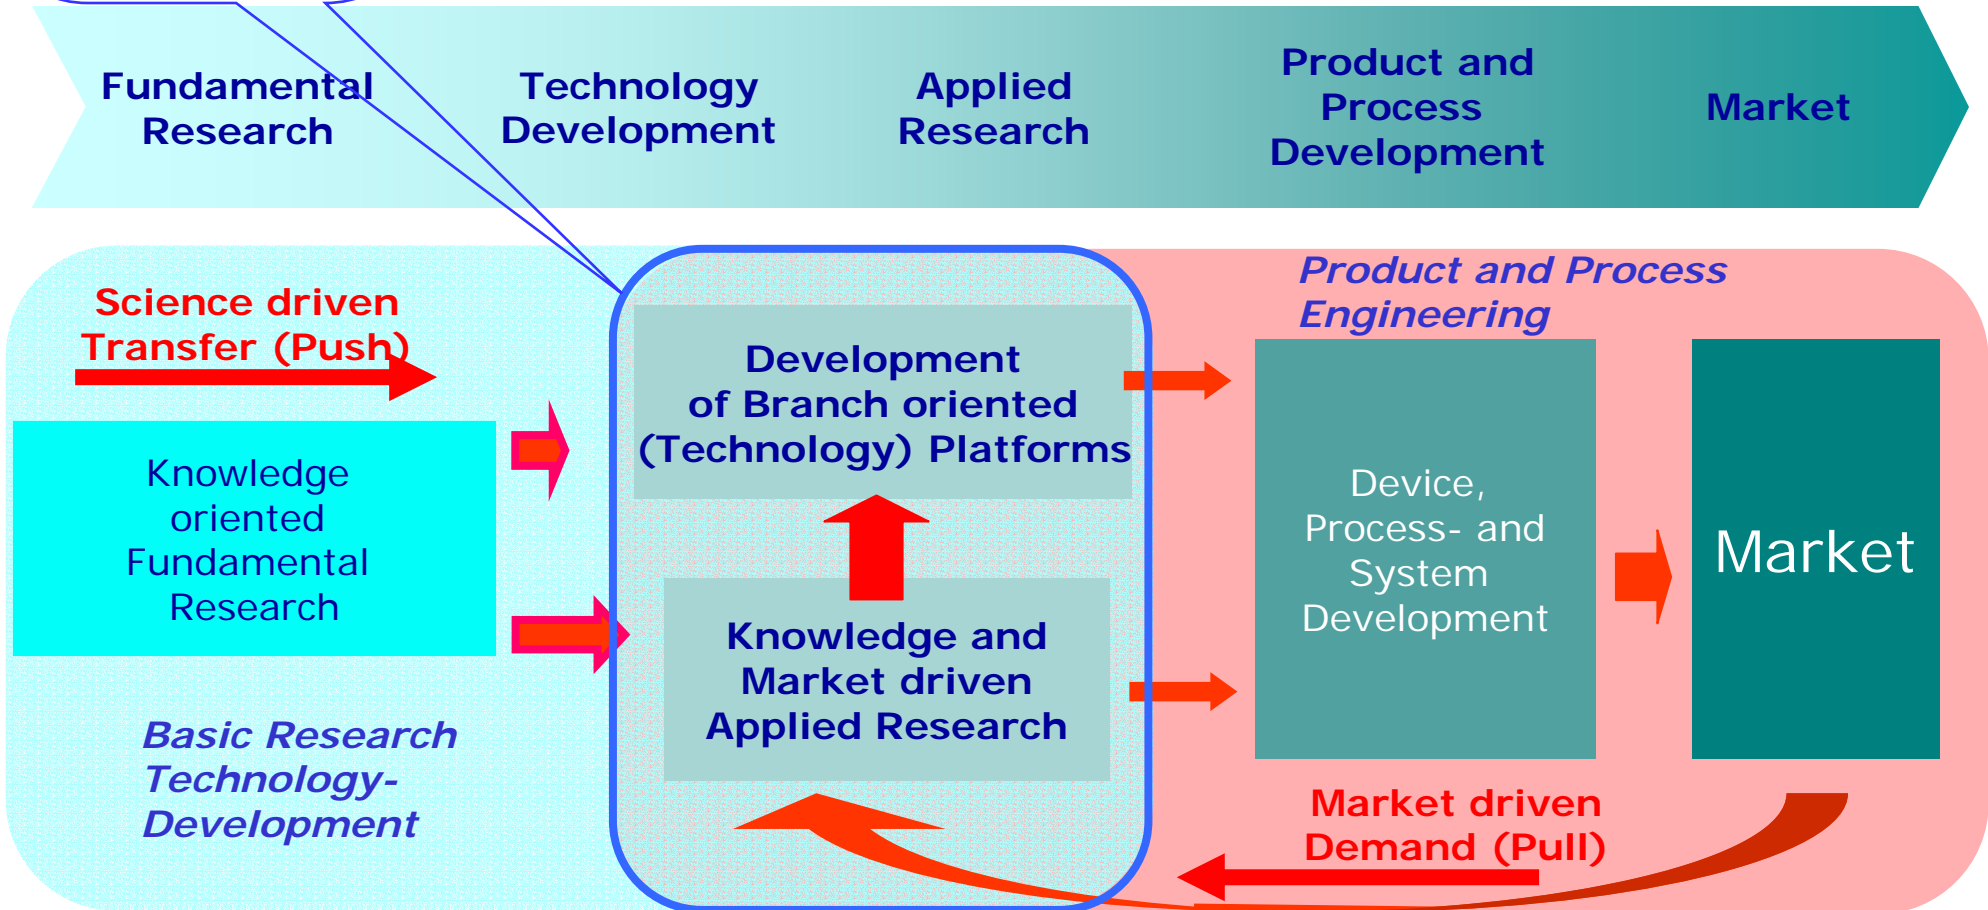 Fundamental
Research
Technology
Development
Applied
Research
Product and
Process
Development
Market
Science driven
Transfer (Push)
Knowledge
oriented
Fundamental
Research
Basic Research
Technology-
Development
Development
of Branch oriented
(Technology) Platforms
Knowledge and
Market driven
Applied Research
Product and Process
Engineering
Device,
Process- and
System
Development
Market
Market driven
Demand (Pull)